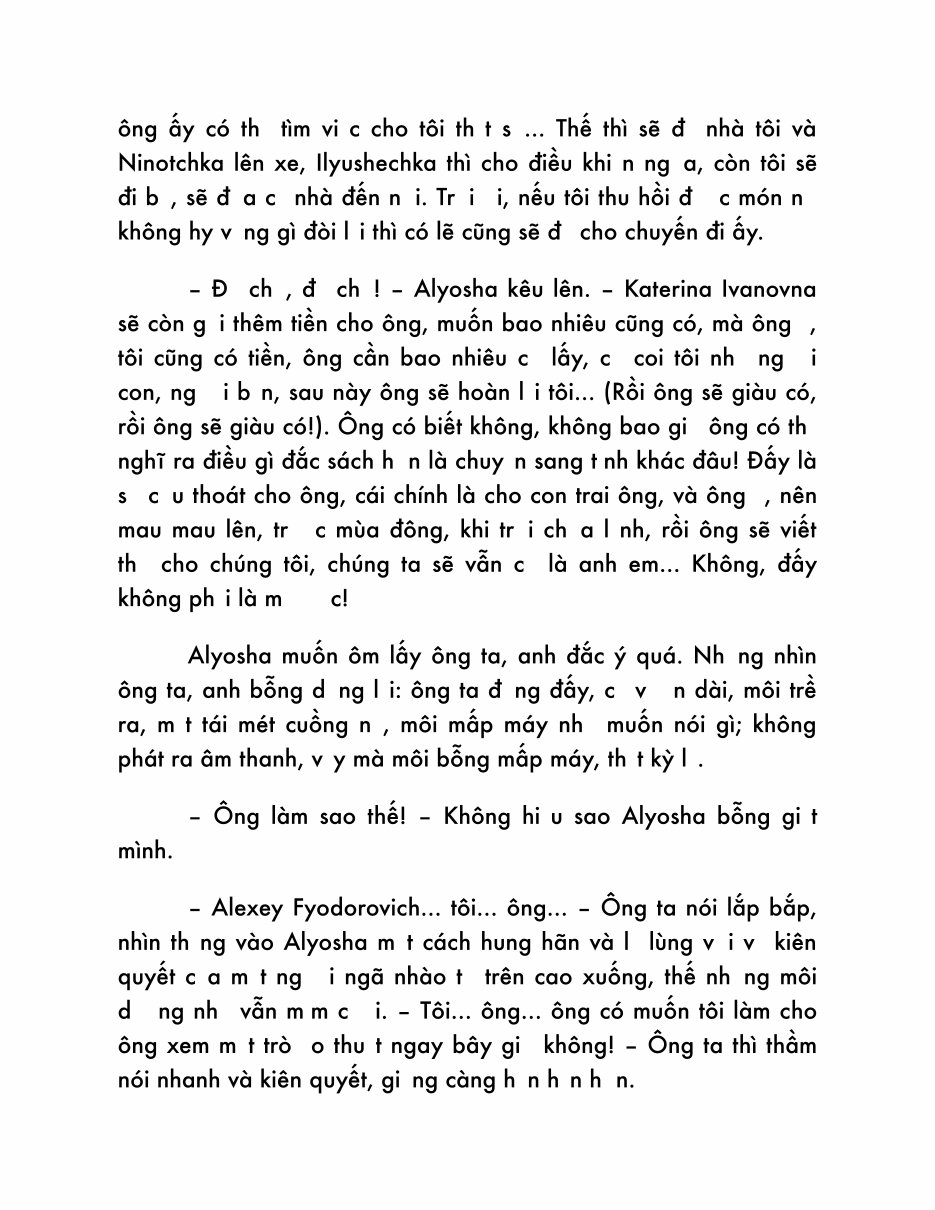 ông ấy có th  tìm vi c cho tôi th t s ... Thế thì sẽ đ  nhà tôi và
Ninotchka lên xe, Ilyushechka thì cho điều khi n ng a, còn tôi sẽ
đi b , sẽ đ a c  nhà đến n i. Tr i  i, nếu tôi thu hồi đ  c món n
không hy v ng gì đòi l i thì có lẽ cũng sẽ đ  cho chuyến đi ấy.
– Đ  ch , đ  ch ! – Alyosha kêu lên. – Katerina Ivanovna
sẽ còn g i thêm tiền cho ông, muốn bao nhiêu cũng có, mà ông  ,
tôi cũng có tiền, ông cần bao nhiêu c  lấy, c  coi tôi nh  ng  i
con, ng  i b n, sau này ông sẽ hoàn l i tôi... (Rồi ông sẽ giàu có,
rồi ông sẽ giàu có!). Ông có biết không, không bao gi  ông có th
nghĩ ra điều gì đắc sách h n là chuy n sang t nh khác đâu! Đấy là
s  c u thoát cho ông, cái chính là cho con trai ông, và ông  , nên
mau mau lên, tr  c mùa đông, khi tr i ch a l nh, rồi ông sẽ viết
th  cho chúng tôi, chúng ta sẽ vẫn c  là anh em... Không, đấy
không ph i là m   c!
Alyosha muốn ôm lấy ông ta, anh đắc ý quá. Nh ng nhìn
ông ta, anh bỗng d ng l i: ông ta đ ng đấy, c  v  n dài, môi trề
ra, m t tái mét cuồng n , môi mấp máy nh  muốn nói gì; không
phát ra âm thanh, v y mà môi bỗng mấp máy, th t kỳ l .
– Ông làm sao thế! – Không hi u sao Alyosha bỗng gi t
mình.
– Alexey Fyodorovich... tôi... ông... – Ông ta nói lắp bắp,
nhìn th ng vào Alyosha m t cách hung hãn và l  lùng v i v  kiên
quyết c a m t ng  i ngã nhào t  trên cao xuống, thế nh ng môi
d  ng nh  vẫn m m c  i. – Tôi... ông... ông có muốn tôi làm cho
ông xem m t trò  o thu t ngay bây gi  không! – Ông ta thì thầm
nói nhanh và kiên quyết, gi ng càng h n h n h n.